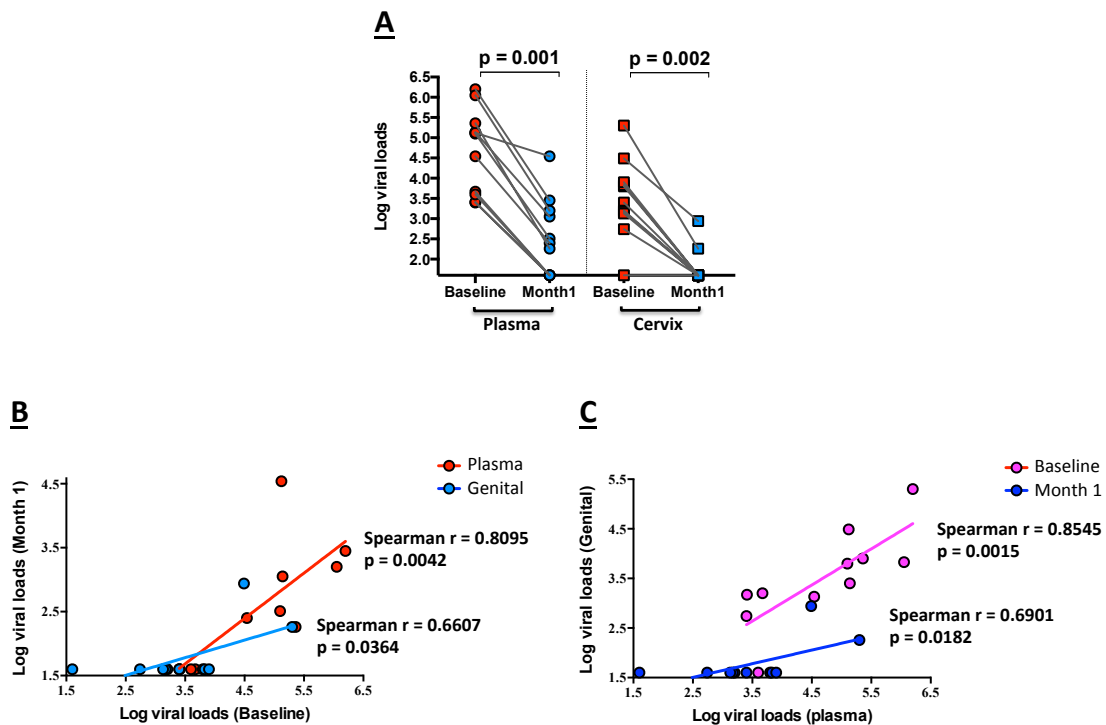 A
p = 0.001
p = 0.002
6.5
6.0
5.5
5.0
4.5
4.0
3.5
3.0
2.5
2.0
Log viral loads
Baseline Month1 Baseline Month1
Plasma Cervix
B
Plasma
Genital
4.5
3.5
2.5
1.5
Log viral loads (Month 1)
Spearman r = 0.8095
p = 0.0042
Spearman r = 0.6607
p = 0.0364
1.5 2.5 3.5 4.5 5.5 6.5
Log viral loads (Baseline)
C
Baseline
Month 1
5.5
4.5
3.5
2.5
1.5
Log viral loads (Genital)
Spearman r = 0.8545
p = 0.0015
Spearman r = 0.6901
p = 0.0182
1.5 2.5 3.5 4.5 5.5 6.5
Log viral loads (plasma)